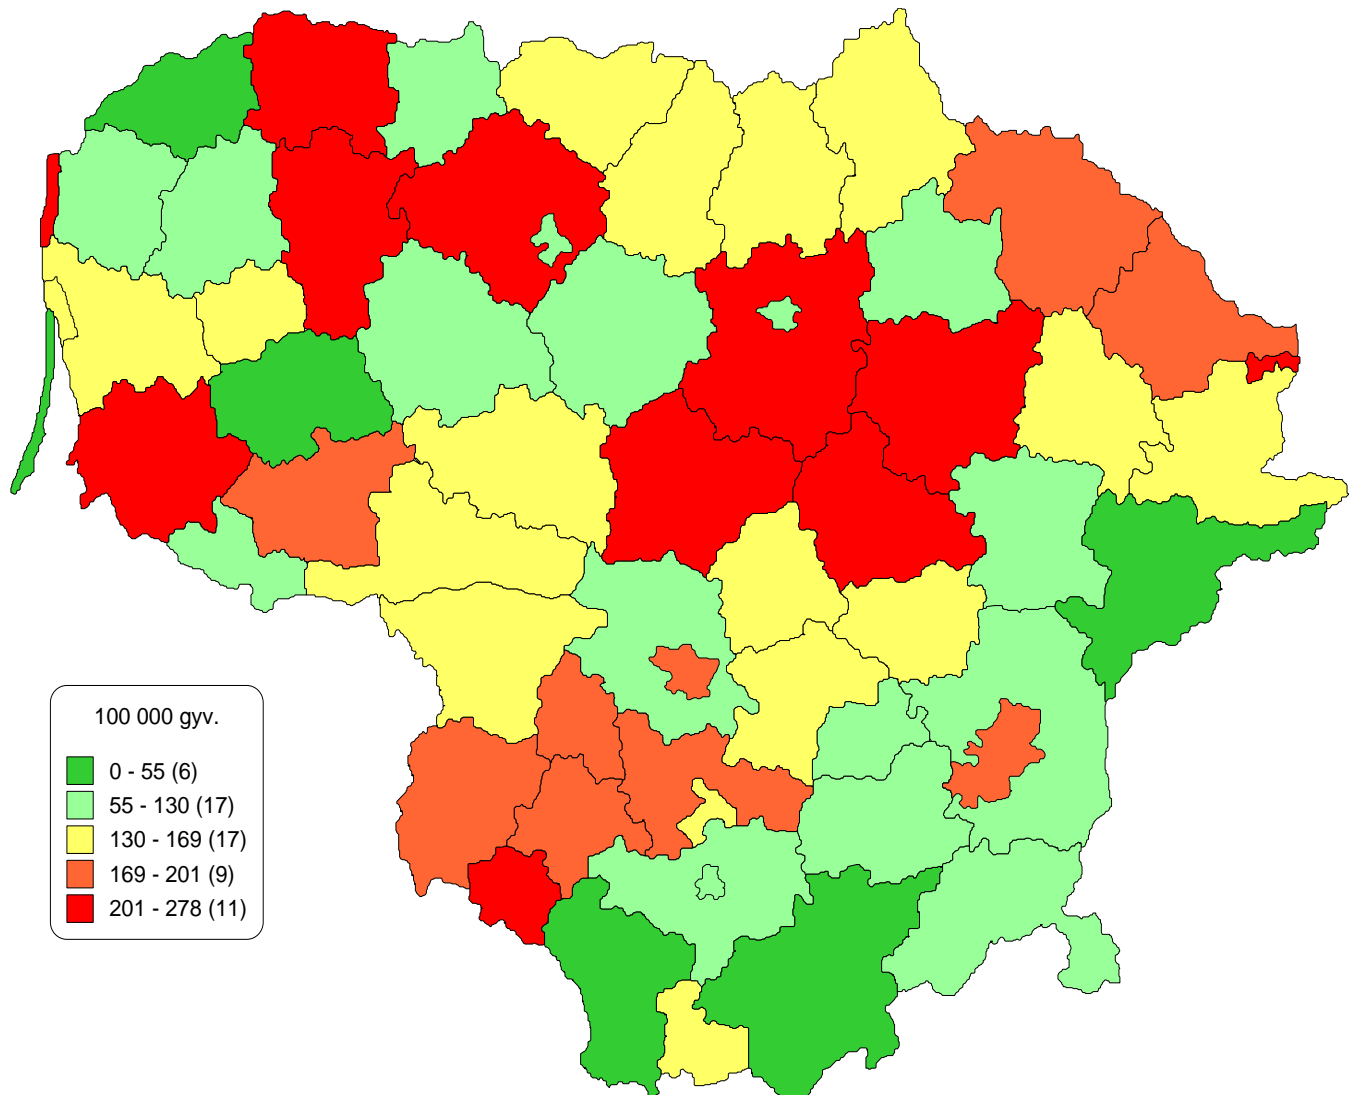 100 000 gyv.
0 - 55 (6)
55 - 130 (17)
130 - 169 (17)
169 - 201 (9)
201 - 278 (11)